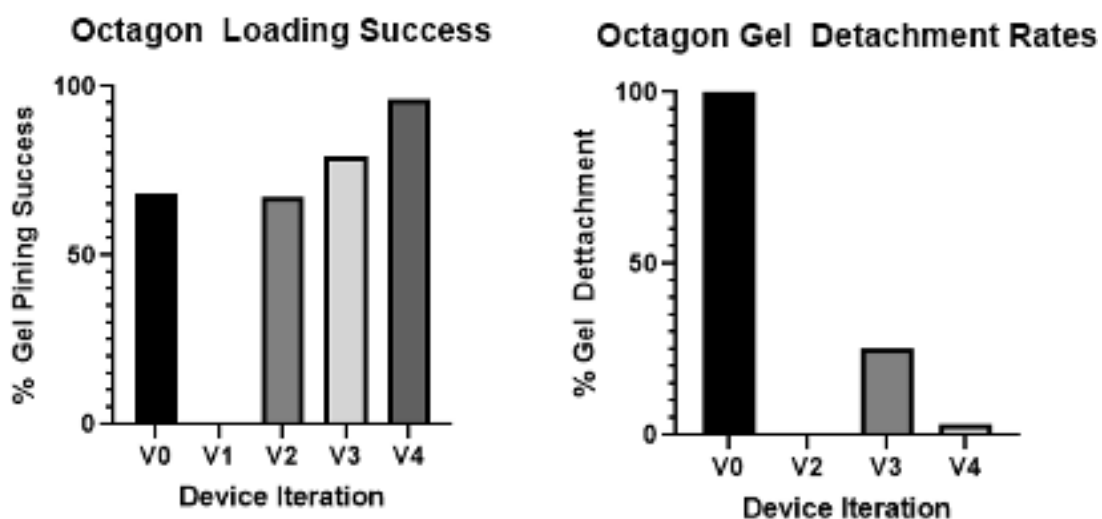 Octagon Loading Success
% Gel Pining Success
100
50
0
V0 V1 V2 V3 V4
Device Iteration
Octagon Gel Detachment Rates
% Gel Dettachment
100
50
0
V0 V2 V3 V4
Device Iteration